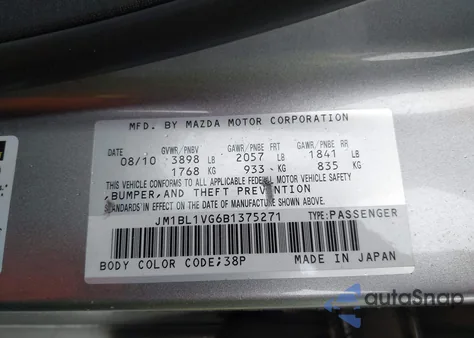 MFD. BY MAZDA MOTOR CORPORATION
DATE GVWR/PNBV GAWR/PNBE FRT GAWR/PNBE RR
08/10 3898 LB 2057 LB 1841 LB
1768 KG 933 KG 835 KG
THIS VEHICLE CONFORMS TO ALL APPLICABLE FEDERAL MOTOR VEHICLE SAFETY
,BUMPER,AND THEFT PREVENTION
STANDARDS IN EFFECT ON THE DATE OF MANUFACTURE SHOWN ABOVE.
JM1BL1VG6B1375271 TYPE:PASSENGER
BODY COLOR CODE;38P MADE IN JAPAN
autoSnap